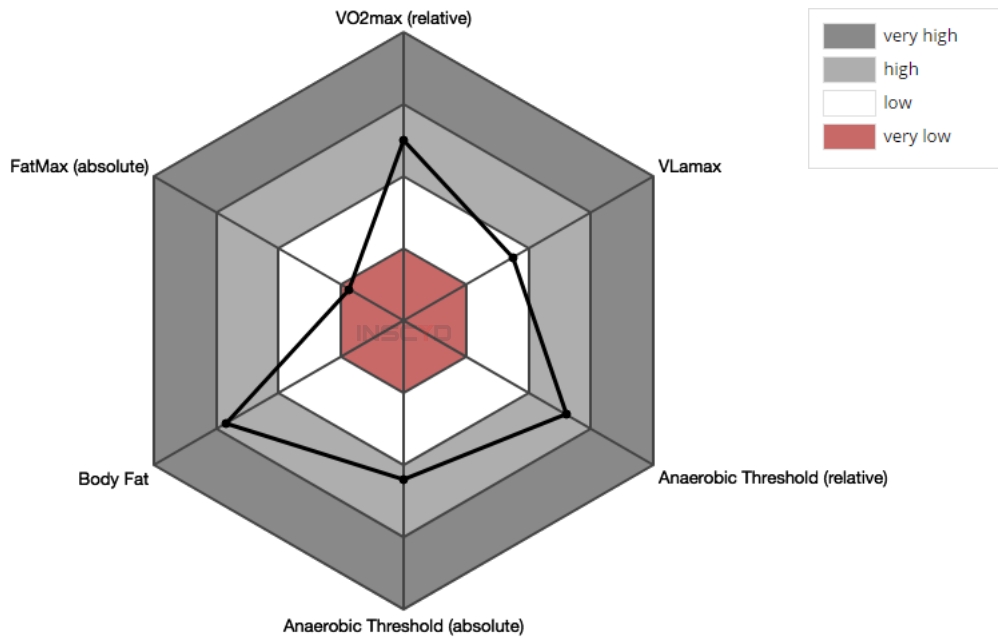 VO2max (relative)
very high
high
low
very low
FatMax (absolute)
VLamax
INSCYD
Body Fat
Anaerobic Threshold (relative)
Anaerobic Threshold (absolute)